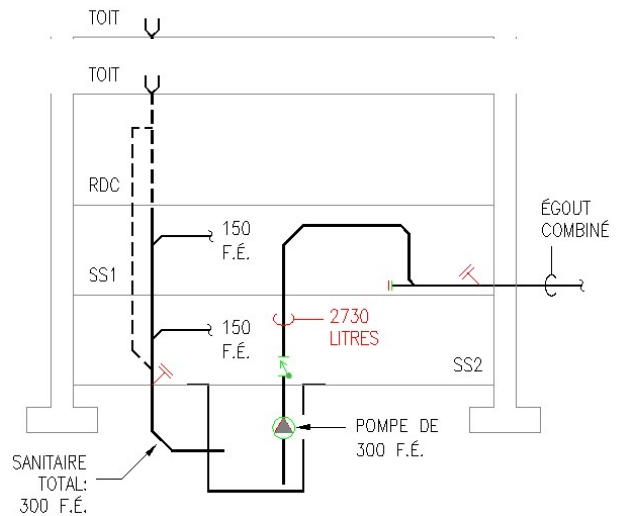 TOIT
TOIT
RDC
150
F.É.
ÉGOUT
COMBINÉ
SS1
150
F.É.
2730
LITRES
SS2
POMPE DE
300 F.É.
SANITAIRE
TOTAL:
300 F.É.